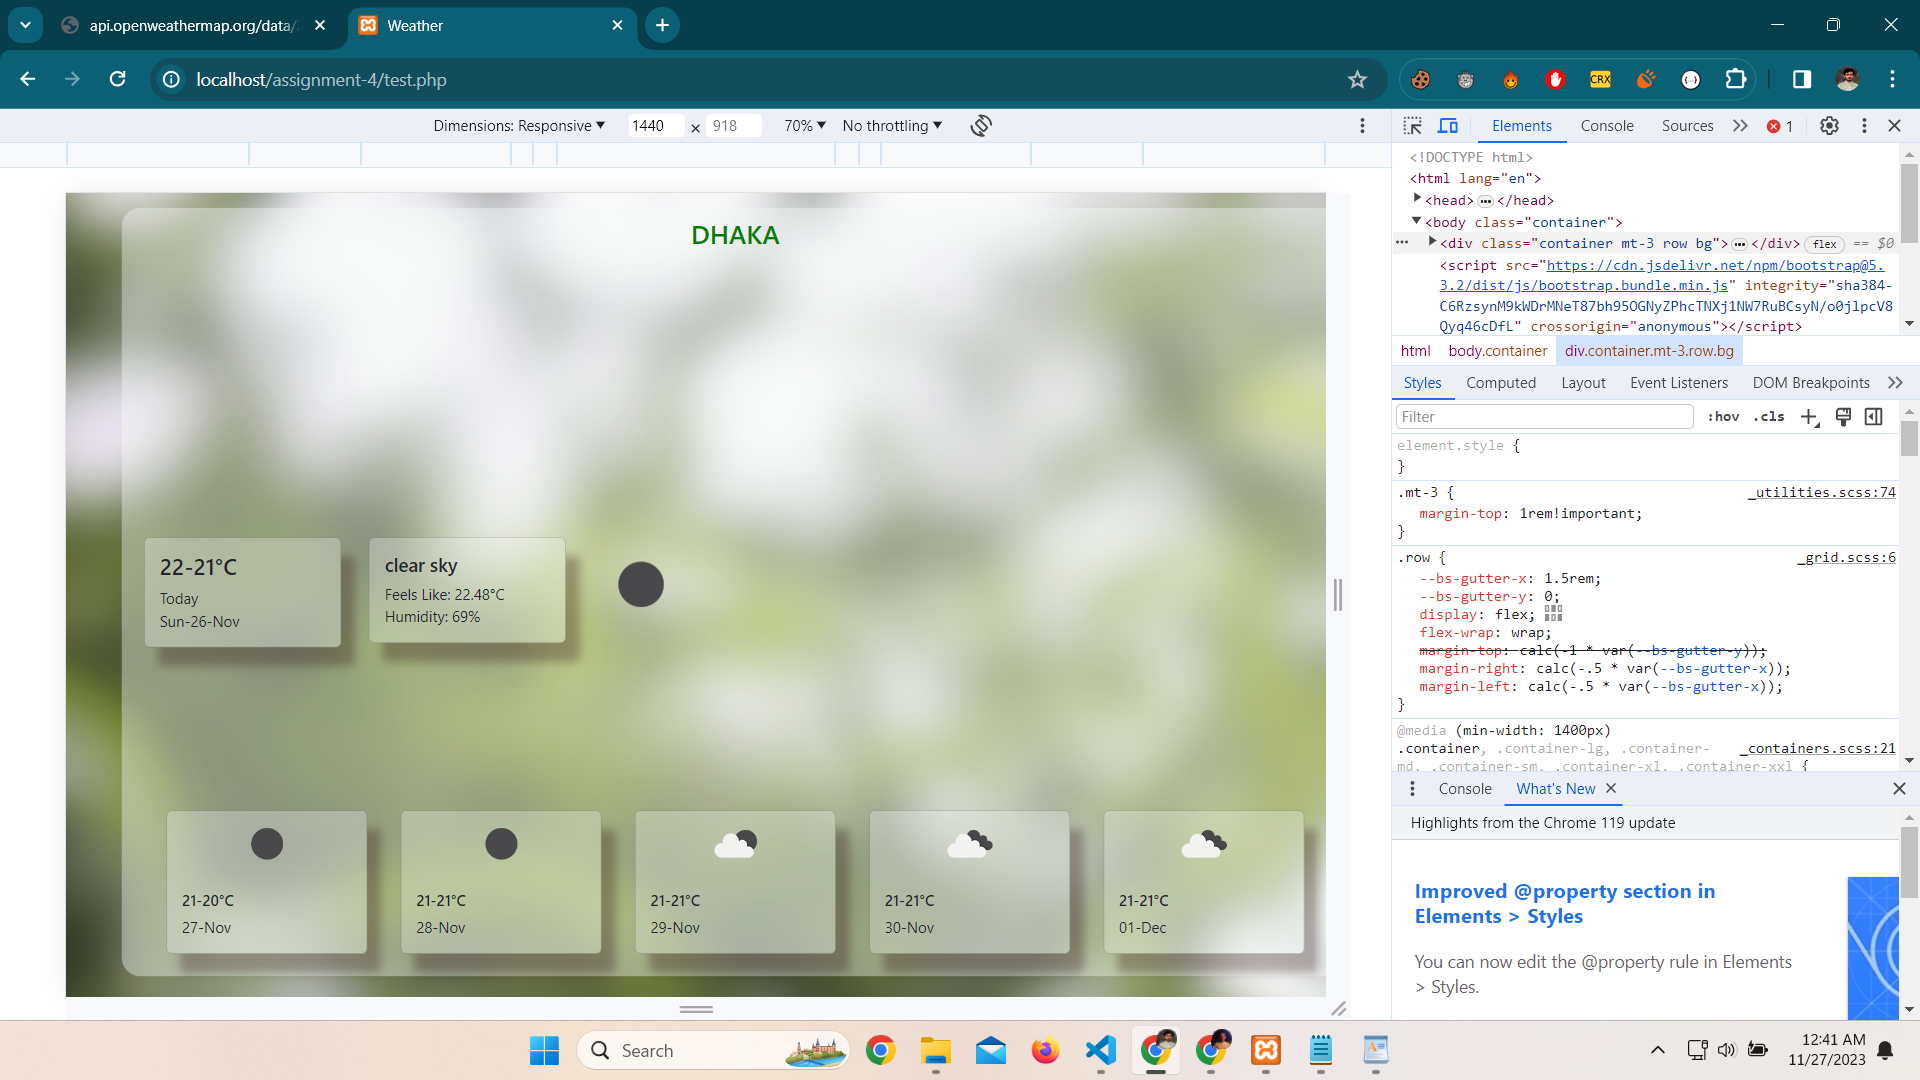 api.openweathermap.org/data/
Weather
localhost/assignment-4/test.php
CRX
Dimensions: Responsive
1440
×
918
70%
No throttling
Elements
Console
Sources
1
DHAKA
22-21°C
Today
Sun-26-Nov
clear sky
Feels Like: 22.48°C
Humidity: 69%
21-20°C
27-Nov
21-21°C
28-Nov
21-21°C
29-Nov
21-21°C
30-Nov
21-21°C
01-Dec
<!DOCTYPE html>
<html lang="en">
<head> ••• </head>
<body class="container">
••• <div class="container mt-3 row bg"> ••• </div> flex == $0
<script src="https://cdn.jsdelivr.net/npm/bootstrap@5.
3.2/dist/js/bootstrap.bundle.min.js" integrity="sha384-
C6RzsynM9kWDrMNeT87bh95OGNyZPhcTNXj1NW7RuBCsyN/o0jlpcV8
Qyq46cDfL" crossorigin="anonymous"></script>
html body.container div.container.mt-3.row.bg
Styles Computed Layout Event Listeners DOM Breakpoints
Filter
:hov .cls
element.style {
}
.mt-3 { _utilities.scss:74
margin-top: 1rem!important;
}
.row { _grid.scss:6
--bs-gutter-x: 1.5rem;
--bs-gutter-y: 0;
display: flex;
flex-wrap: wrap;
margin-top: calc(-1 * var(--bs-gutter-y));
margin-right: calc(-.5 * var(--bs-gutter-x));
margin-left: calc(-.5 * var(--bs-gutter-x));
}
@media (min-width: 1400px)
.container, .container-lg, .container- _containers.scss:21
md, .container-sm, .container-xl, .container-xxl {
Console What's New
Highlights from the Chrome 119 update
Improved @property section in
Elements > Styles
You can now edit the @property rule in Elements
> Styles.
Search
12:41 AM
11/27/2023